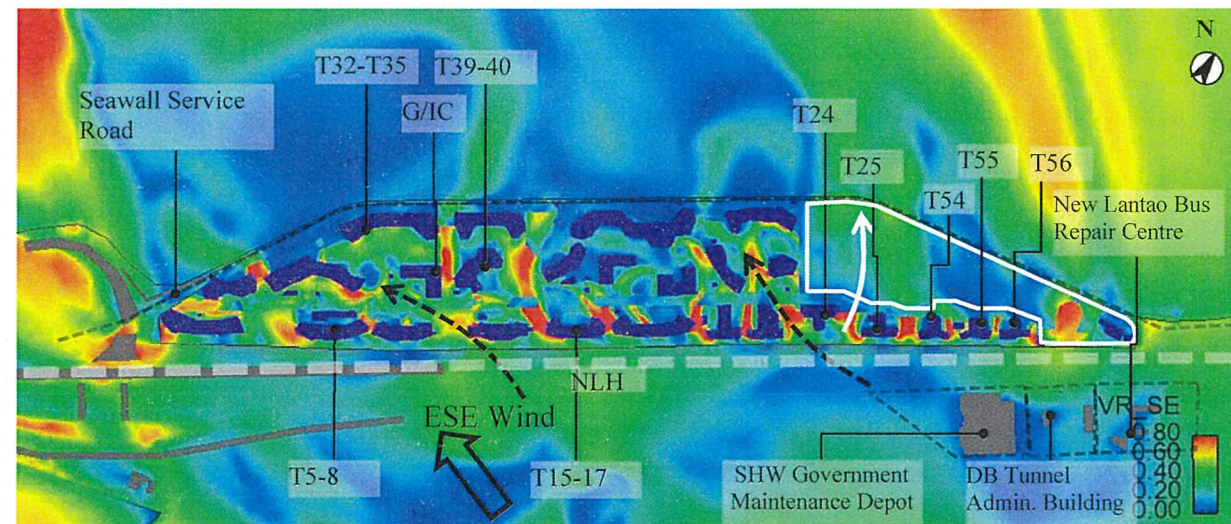 N
T32-T35
T39-40
Seawall Service
Road
G/IC
T24
T25
T55
T56
T54
New Lantao Bus
Repair Centre
NLH
ESE Wind
VR_SE
0.80
0.60
0.40
0.20
0.00
T5-8
T15-17
SHW Government
Maintenance Depot
DB Tunnel
Admin. Building